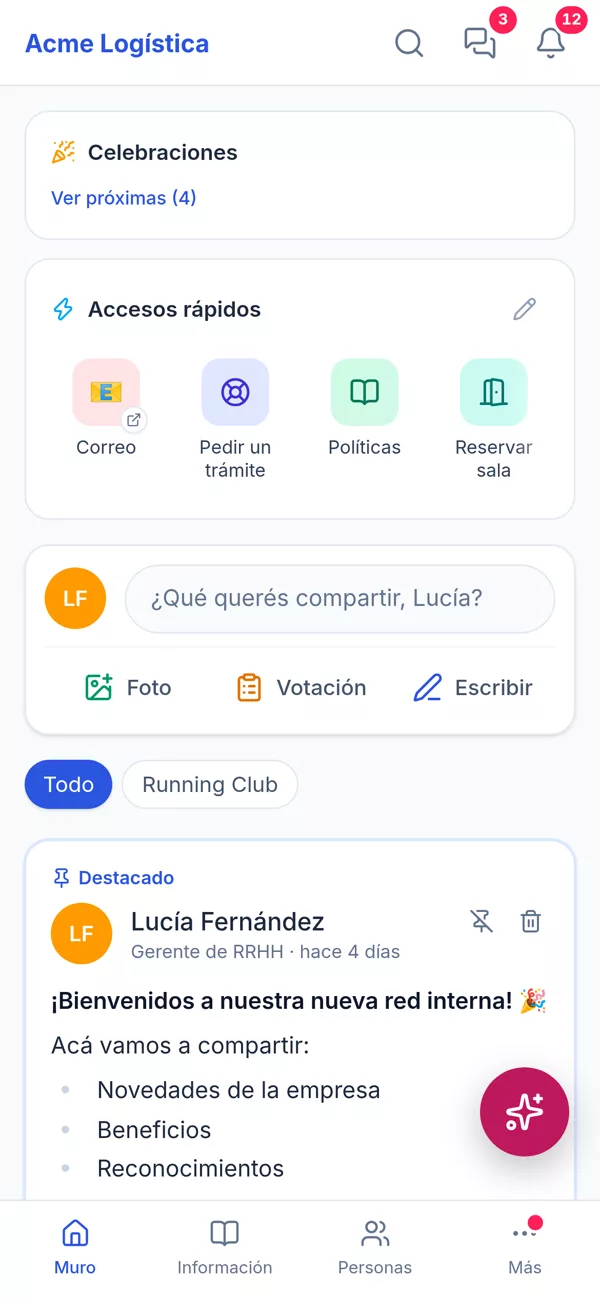 Acme Logística
3
12
Celebraciones
Ver próximas (4)
Accesos rápidos
E
Correo
Pedir un
trámite
Políticas
Reservar
sala
LF
¿Qué querés compartir, Lucía?
Foto
Votación
Escribir
Todo
Running Club
Destacado
LF
Lucía Fernández
Gerente de RRHH · hace 4 días
¡Bienvenidos a nuestra nueva red interna! 🎉
Acá vamos a compartir:
• Novedades de la empresa
• Beneficios
• Reconocimientos
Muro
Información
Personas
Más